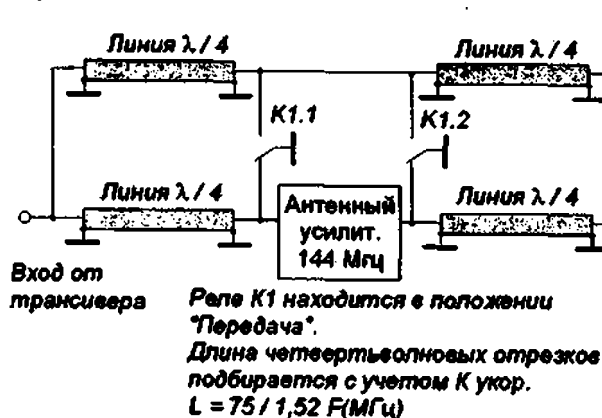 Линия λ / 4
Линия λ / 4
K1.1
K1.2
Линия λ / 4
Линия λ / 4
Антенный
усилит.
144 Мгц
Вход от
трансивера
Реле К1 находится в положении
"Передача".
Длина четвертьволновых отрезков
подбирается с учетом К укор.
L = 75 / 1,52 F(МГц)